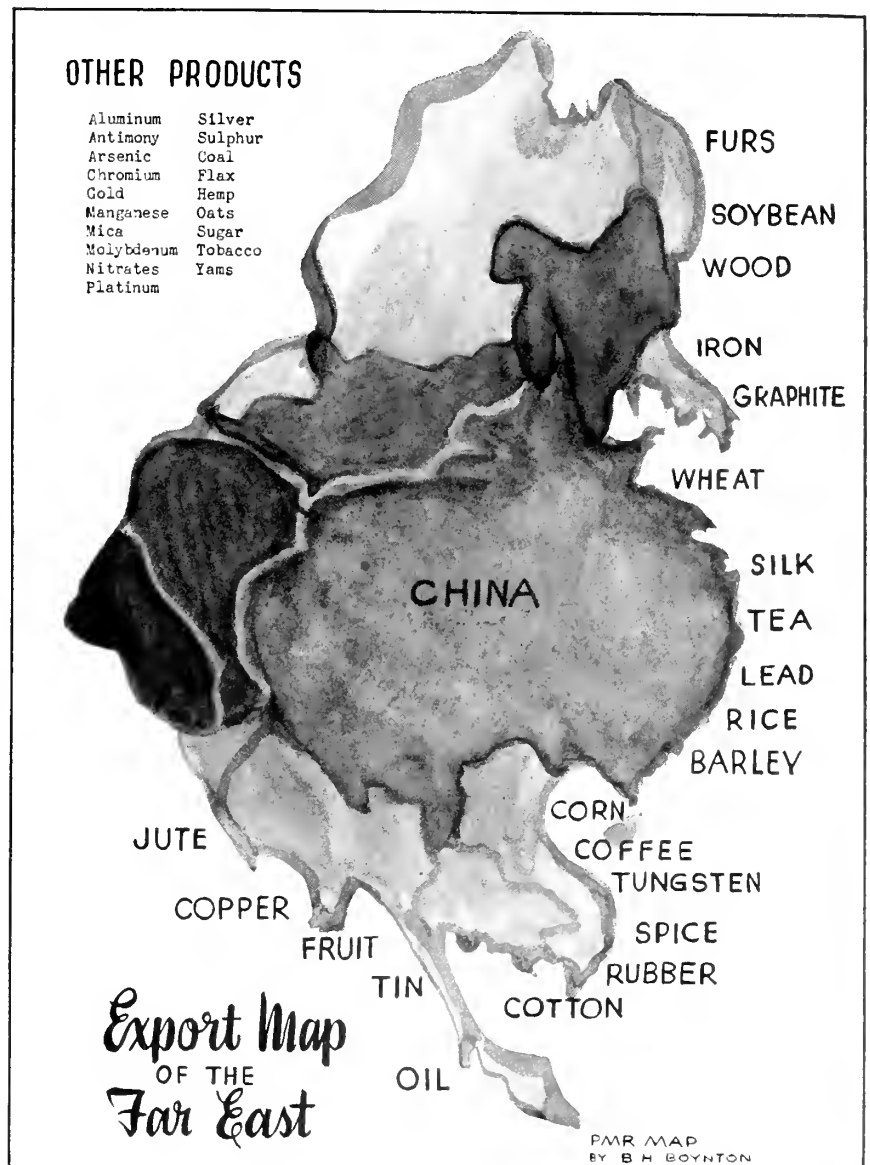 OTHER PRODUCTS
Aluminum Silver
Antimony Sulphur
Arsenic Coal
Chromium Flax
Gold Hemp
Manganese Oats
Mica Sugar
Molybdenum Tobacco
Nitrates Yams
Platinum
FURS
SOYBEAN
WOOD
IRON
GRAPHITE
WHEAT
SILK
CHINA
TEA
LEAD
RICE
BARLEY
CORN
JUTE
COFFEE
TUNGSTEN
COPPER
SPICE
FRUIT
RUBBER
TIN
COTTON
OIL
Export Map
OF THE
Far East
PMR MAP
BY B H BOYNTON